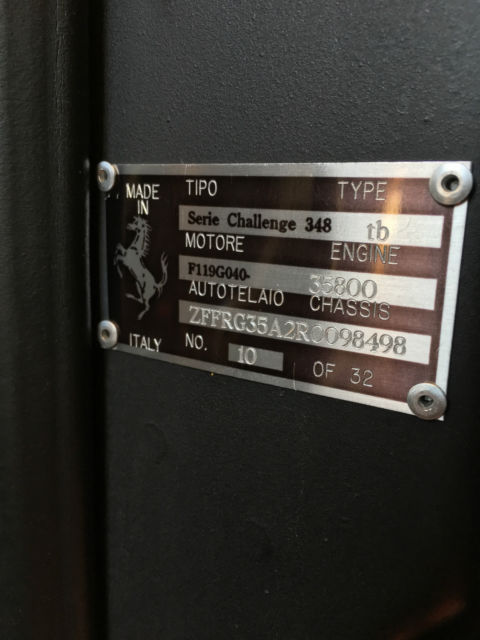 MADE IN ITALY
TIPO TYPE
Serie Challenge 348 tb
MOTORE ENGINE
F119G040- 35800
AUTOTELAIO CHASSIS
ZFFRG35A2R0098498
NO. 10 OF 32